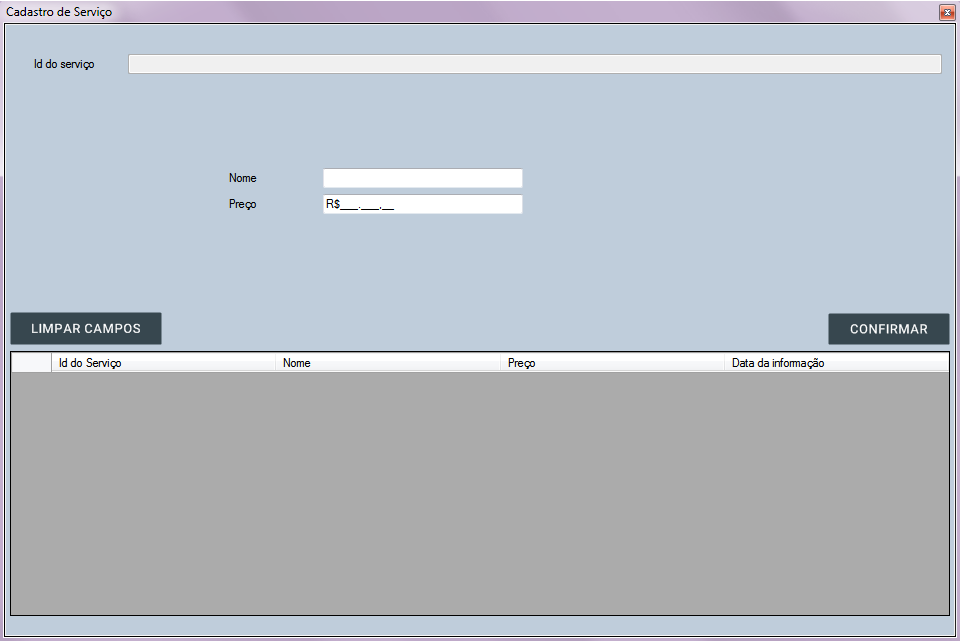 Cadastro de Serviço
Id do serviço
Nome
Preço R$___.___,__
LIMPAR CAMPOS CONFIRMAR
Id do Serviço Nome Preço Data da informação